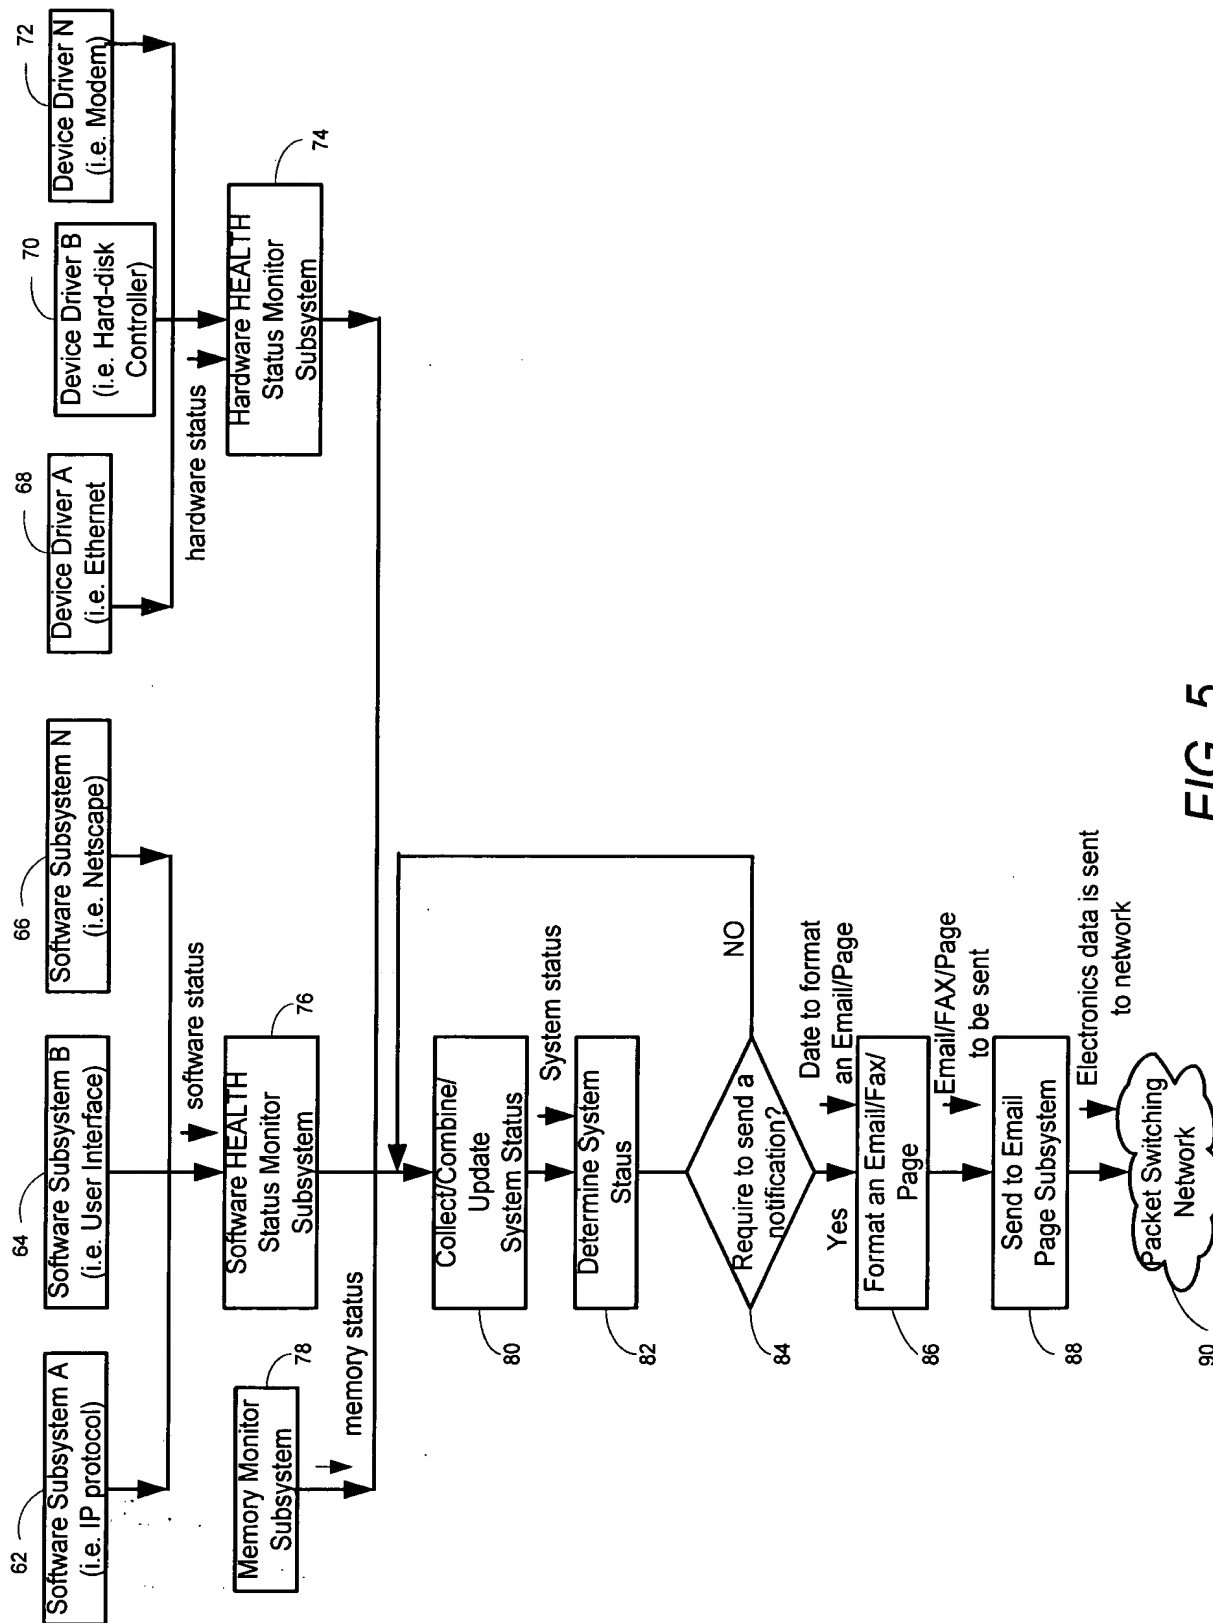 62
Software Subsystem A
(i.e. IP protocol)
64
Software Subsystem B
(i.e. User Interface)
66
Software Subsystem N
(i.e. Netscape)
68
Device Driver A
(i.e. Ethernet
70
Device Driver B
(i.e. Hard-disk
Controller)
72
Device Driver N
(i.e. Modem)
software status
hardware status
78
Memory Monitor
Subsystem
memory status
76
Software HEALTH
Status Monitor
Subsystem
74
Hardware HEALTH
Status Monitor
Subsystem
80
Collect/Combine/
Update
System Status
System status
82
Determine System
Staus
84
Require to send a
notification?
NO
Yes
Date to format
an Email/Page
86
Format an Email/Fax/
Page
Email/FAX/Page
to be sent
88
Send to Email
Page Subsystem
Electronics data is sent
to network
90
Packet Switching
Network
FIG. 5